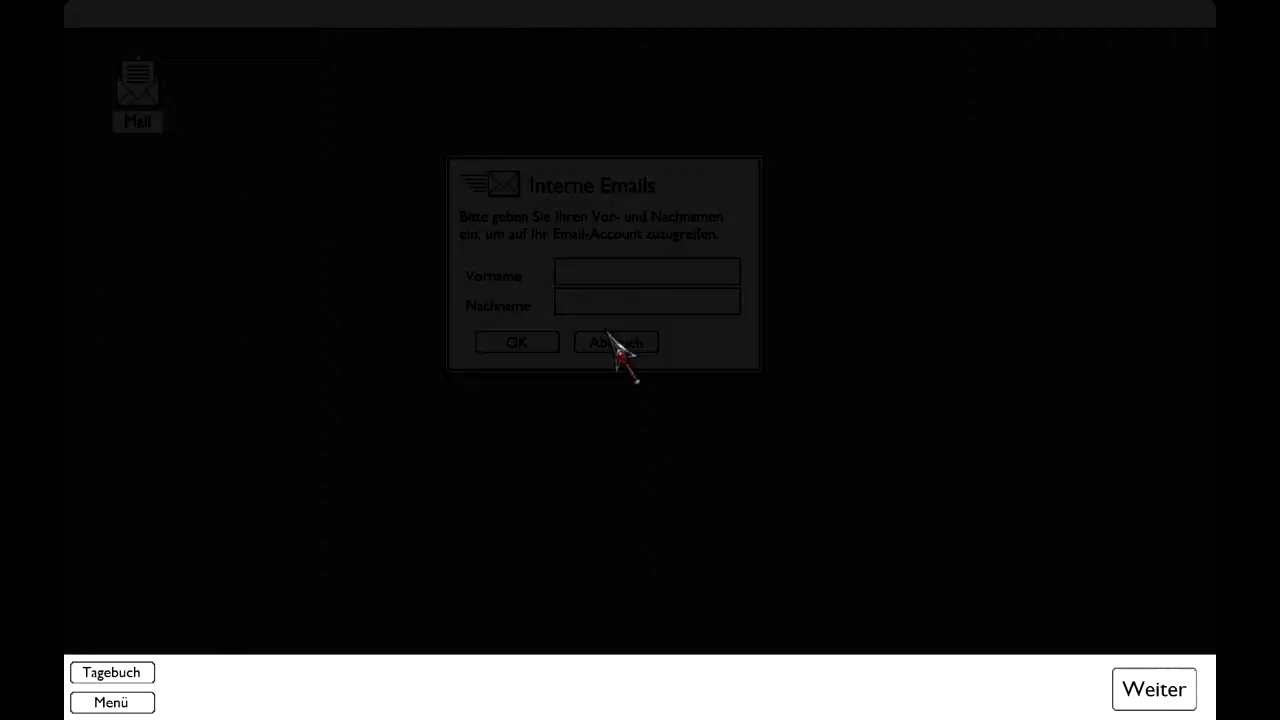 Mail
Interne Emails
Bitte geben Sie Ihren Vor- und Nachnamen
ein, um auf Ihr Email-Account zuzugreifen.
Vorname
Nachname
OK
Tagebuch
Menü
Weiter